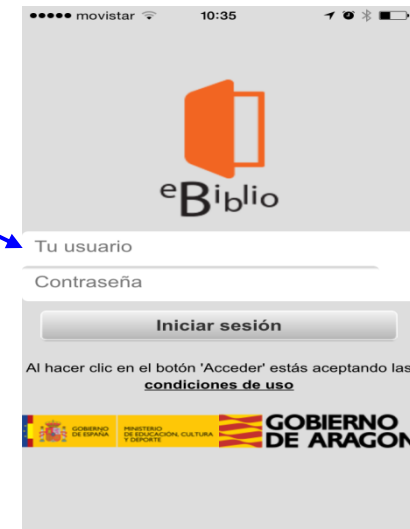 movistar 10:35
eBiblio
Tu usuario
Contraseña
Iniciar sesión
Al hacer clic en el botón 'Acceder' estás aceptando las
condiciones de uso
GOBIERNO DE ESPAÑA
MINISTERIO DE EDUCACIÓN, CULTURA Y DEPORTE
GOBIERNO
DE ARAGON